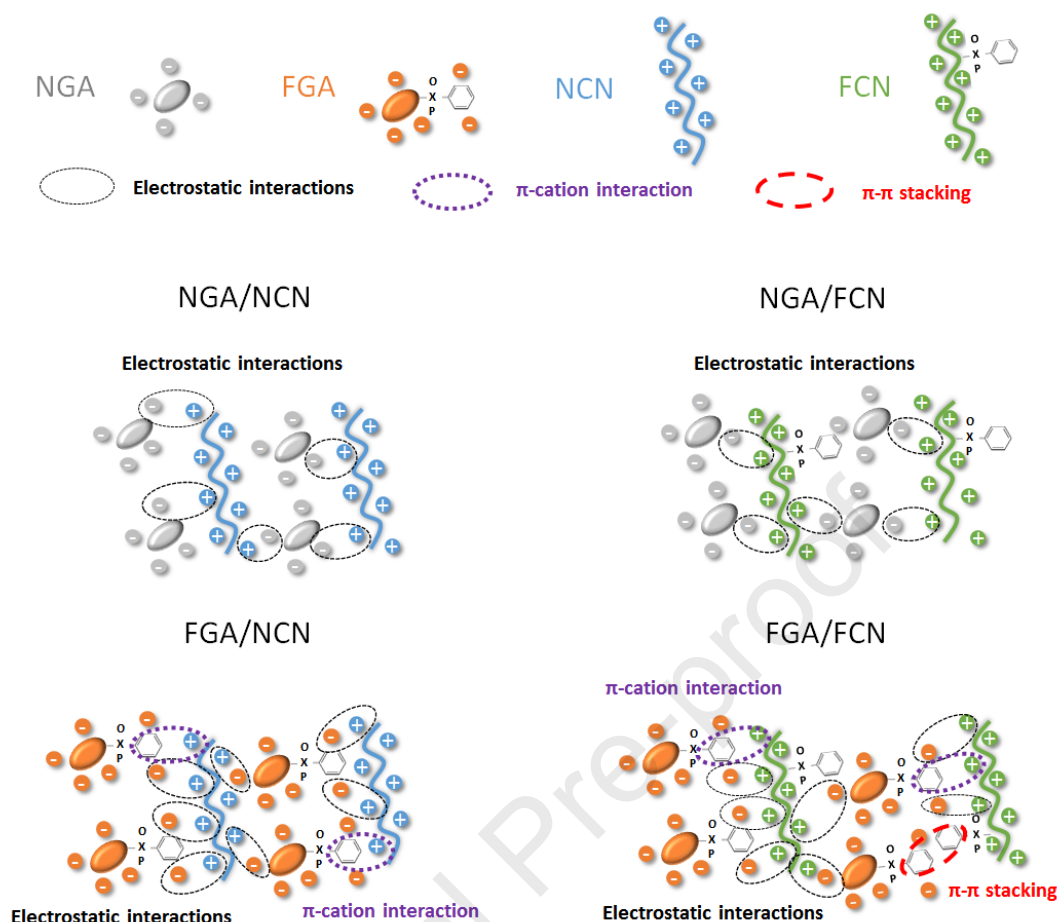 NGA
FGA
NCN
FCN
O
X
P
O
X
P
Electrostatic interactions
π-cation interaction
π-π stacking
NGA/NCN
NGA/FCN
Electrostatic interactions
Electrostatic interactions
O
X
P
O
X
P
FGA/NCN
FGA/FCN
π-cation interaction
O
X
P
O
X
P
O
X
P
O
X
P
O
X
P
O
X
P
O
X
P
O
X
P
O
X
P
O
X
P
Electrostatic interactions
π-cation interaction
Electrostatic interactions
π-π stacking
Pre-proof